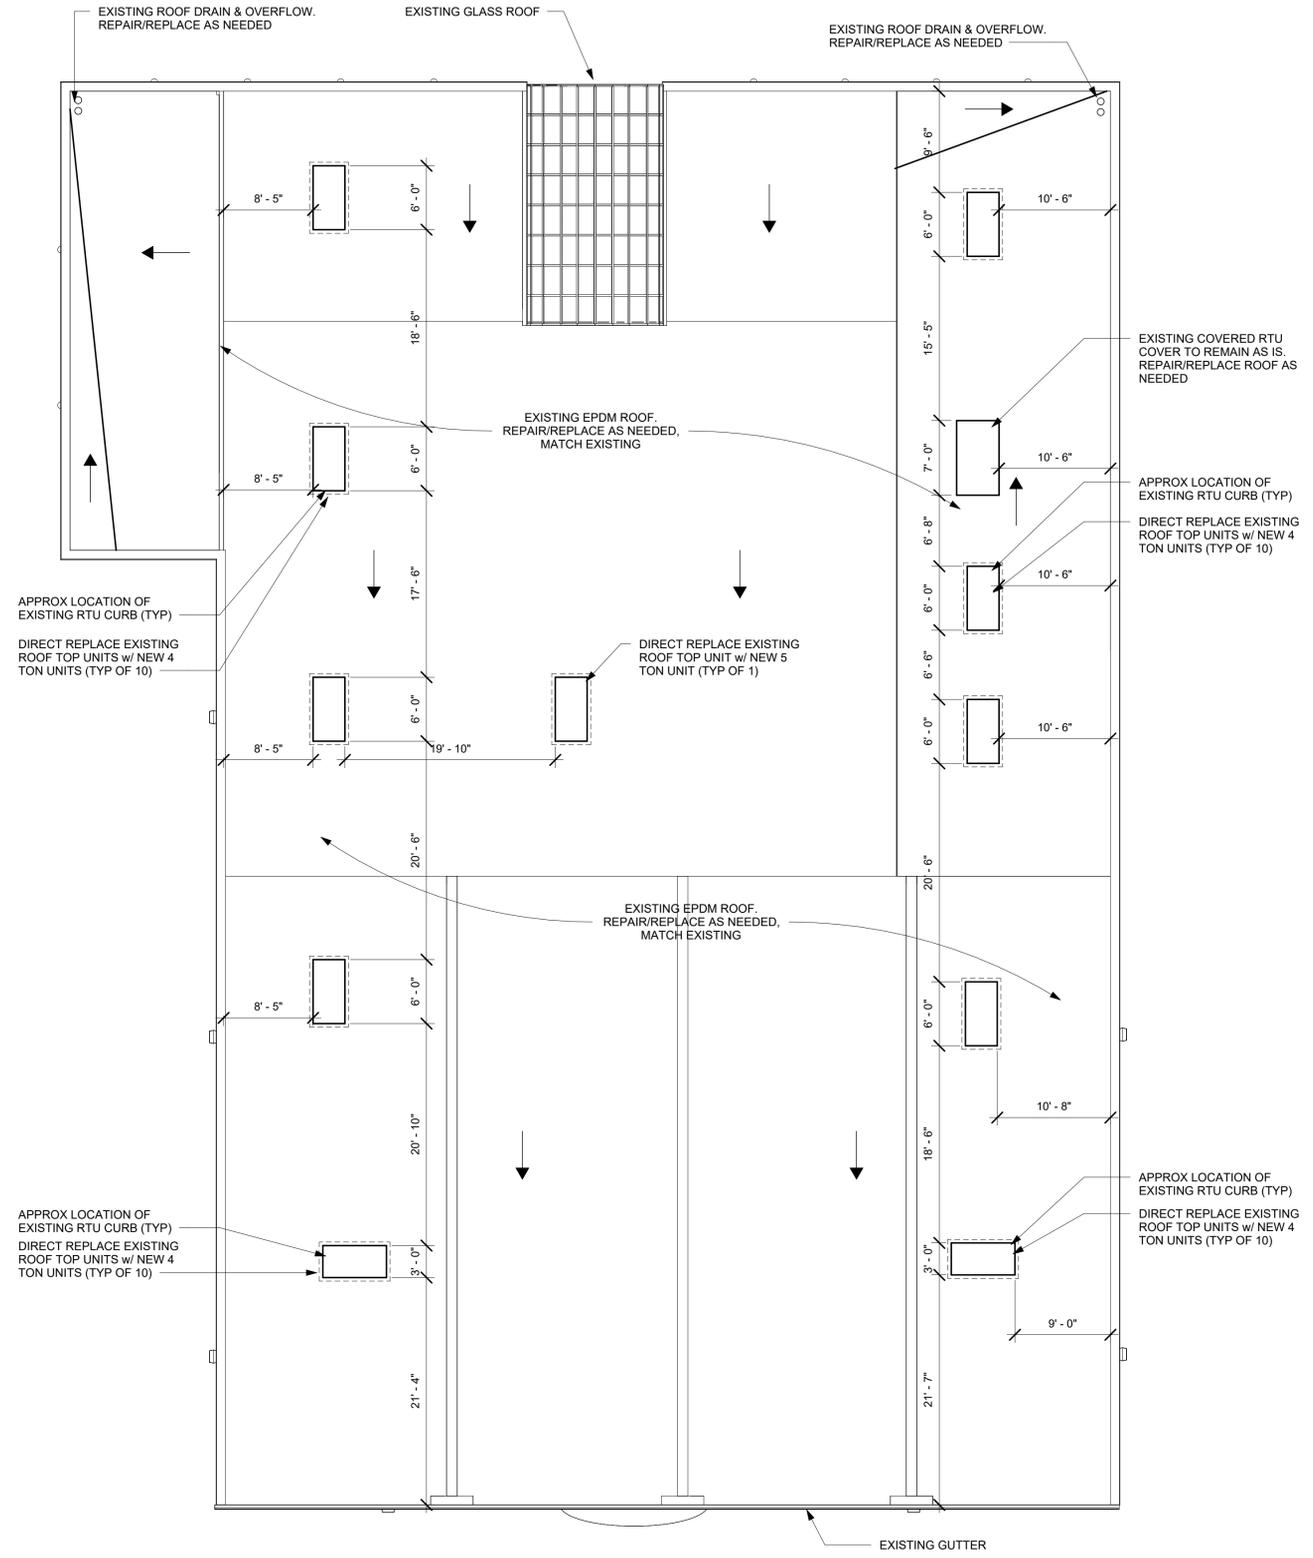 EXISTING ROOF DRAIN & OVERFLOW.
REPAIR/REPLACE AS NEEDED
EXISTING GLASS ROOF
EXISTING ROOF DRAIN & OVERFLOW.
REPAIR/REPLACE AS NEEDED
9' - 6"
8' - 5"
6' - 0"
6' - 0"
10' - 6"
18' - 6"
15' - 5"
EXISTING COVERED RTU
COVER TO REMAIN AS IS.
REPAIR/REPLACE ROOF AS
NEEDED
EXISTING EPDM ROOF.
REPAIR/REPLACE AS NEEDED,
MATCH EXISTING
8' - 5"
6' - 0"
7' - 0"
10' - 6"
APPROX LOCATION OF
EXISTING RTU CURB (TYP)
6' - 8"
DIRECT REPLACE EXISTING
ROOF TOP UNITS w/ NEW 4
TON UNITS (TYP OF 10)
17' - 6"
6' - 0"
10' - 6"
APPROX LOCATION OF
EXISTING RTU CURB (TYP)
DIRECT REPLACE EXISTING
ROOF TOP UNITS w/ NEW 4
TON UNITS (TYP OF 10)
DIRECT REPLACE EXISTING
ROOF TOP UNIT w/ NEW 5
TON UNIT (TYP OF 1)
6' - 6"
6' - 0"
6' - 0"
10' - 6"
8' - 5"
19' - 10"
20' - 6"
20' - 6"
EXISTING EPDM ROOF.
REPAIR/REPLACE AS NEEDED,
MATCH EXISTING
8' - 5"
6' - 0"
6' - 0"
10' - 8"
20' - 10"
18' - 6"
APPROX LOCATION OF
EXISTING RTU CURB (TYP)
DIRECT REPLACE EXISTING
ROOF TOP UNITS w/ NEW 4
TON UNITS (TYP OF 10)
APPROX LOCATION OF
EXISTING RTU CURB (TYP)
DIRECT REPLACE EXISTING
ROOF TOP UNITS w/ NEW 4
TON UNITS (TYP OF 10)
3' - 0"
3' - 0"
9' - 0"
21' - 4"
21' - 7"
EXISTING GUTTER